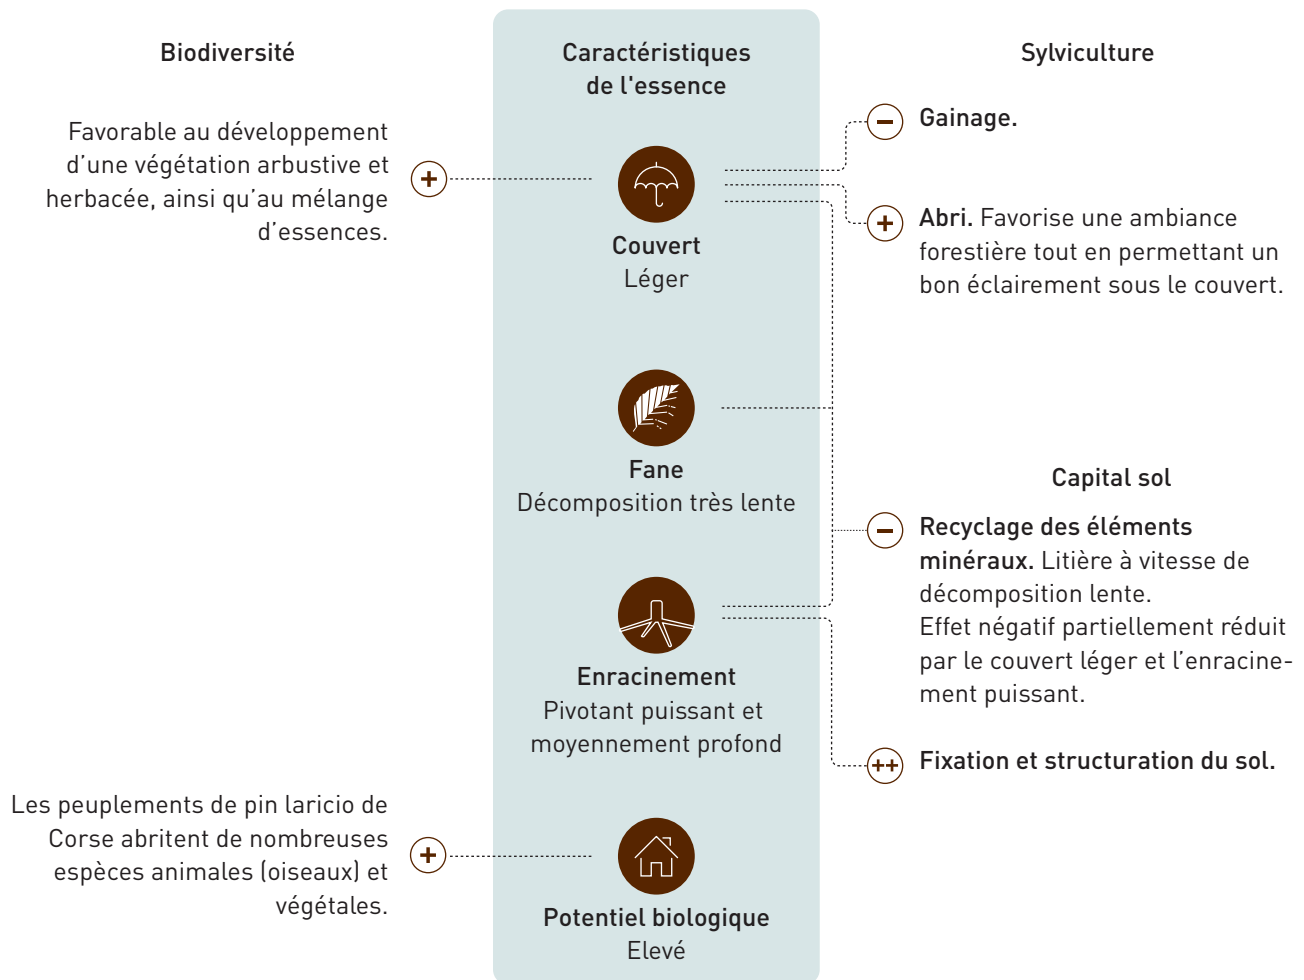 Biodiversité
Favorable au développement
d’une végétation arbustive et
herbacée, ainsi qu’au mélange
d’essences.
Les peuplements de pin laricio de
Corse abritent de nombreuses
espèces animales (oiseaux) et
végétales.
Caractéristiques
de l'essence
Couvert
Léger
Fane
Décomposition très lente
Enracinement
Pivotant puissant et
moyennement profond
Potentiel biologique
Elevé
Sylviculture
Gainage.
Abri. Favorise une ambiance
forestière tout en permettant un
bon éclairement sous le couvert.
Capital sol
Recyclage des éléments
minéraux. Litière à vitesse de
décomposition lente.
Effet négatif partiellement réduit
par le couvert léger et l’enracine-
ment puissant.
Fixation et structuration du sol.